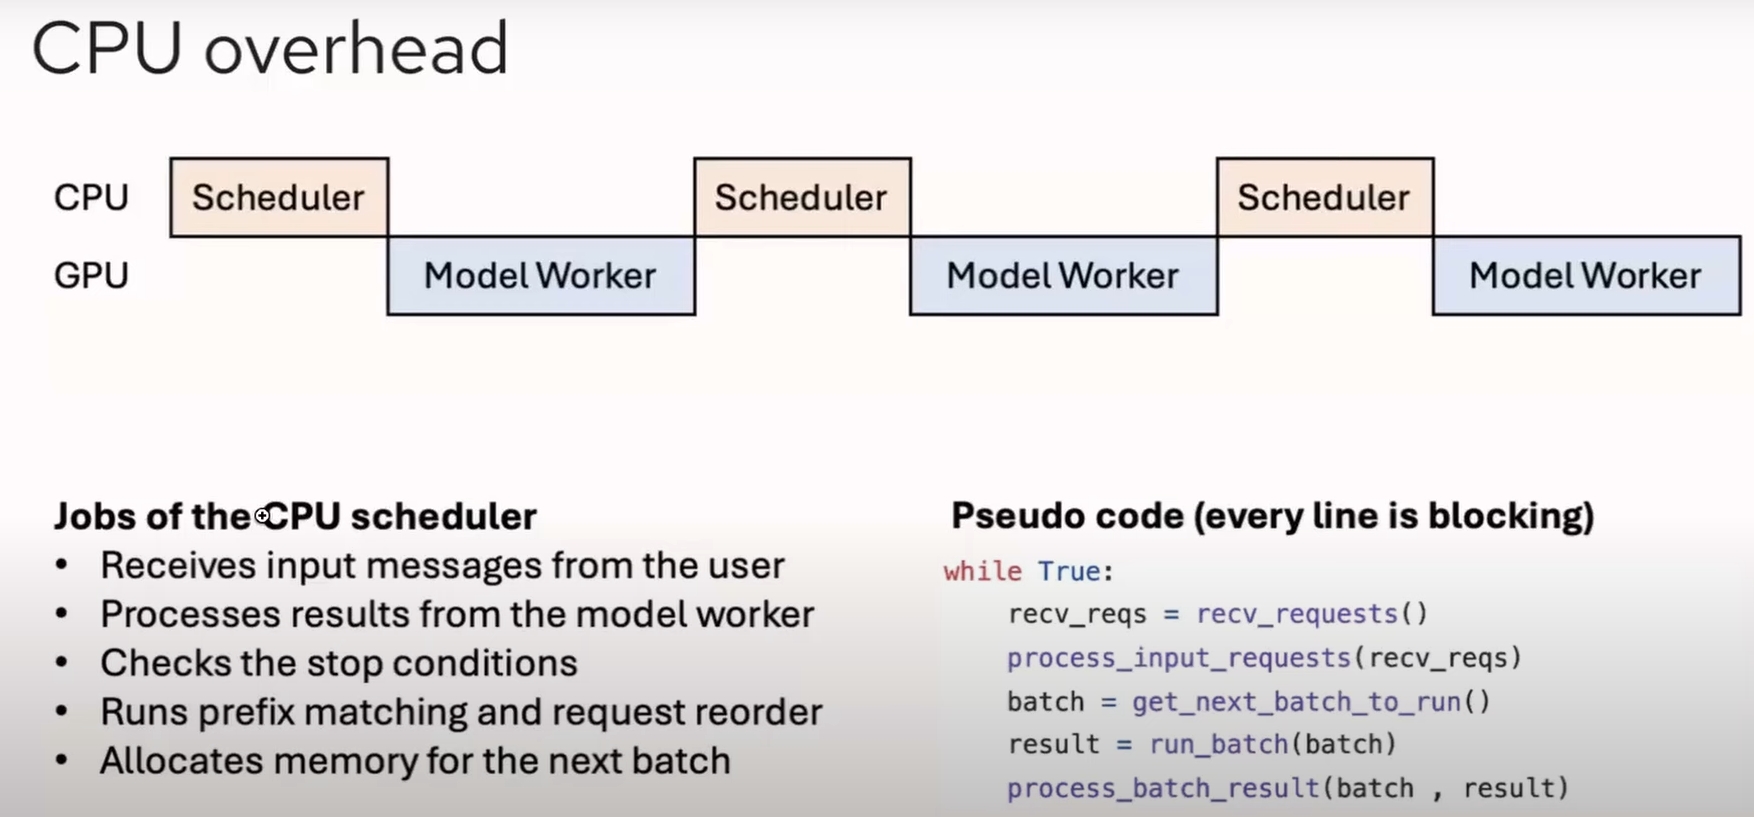 CPU overhead
CPU
Scheduler
Scheduler
Scheduler
GPU
Model Worker
Model Worker
Model Worker
Jobs of the CPU scheduler
• Receives input messages from the user
• Processes results from the model worker
• Checks the stop conditions
• Runs prefix matching and request reorder
• Allocates memory for the next batch
Pseudo code (every line is blocking)
while True:
    recv_reqs = recv_requests()
    process_input_requests(recv_reqs)
    batch = get_next_batch_to_run()
    result = run_batch(batch)
    process_batch_result(batch , result)